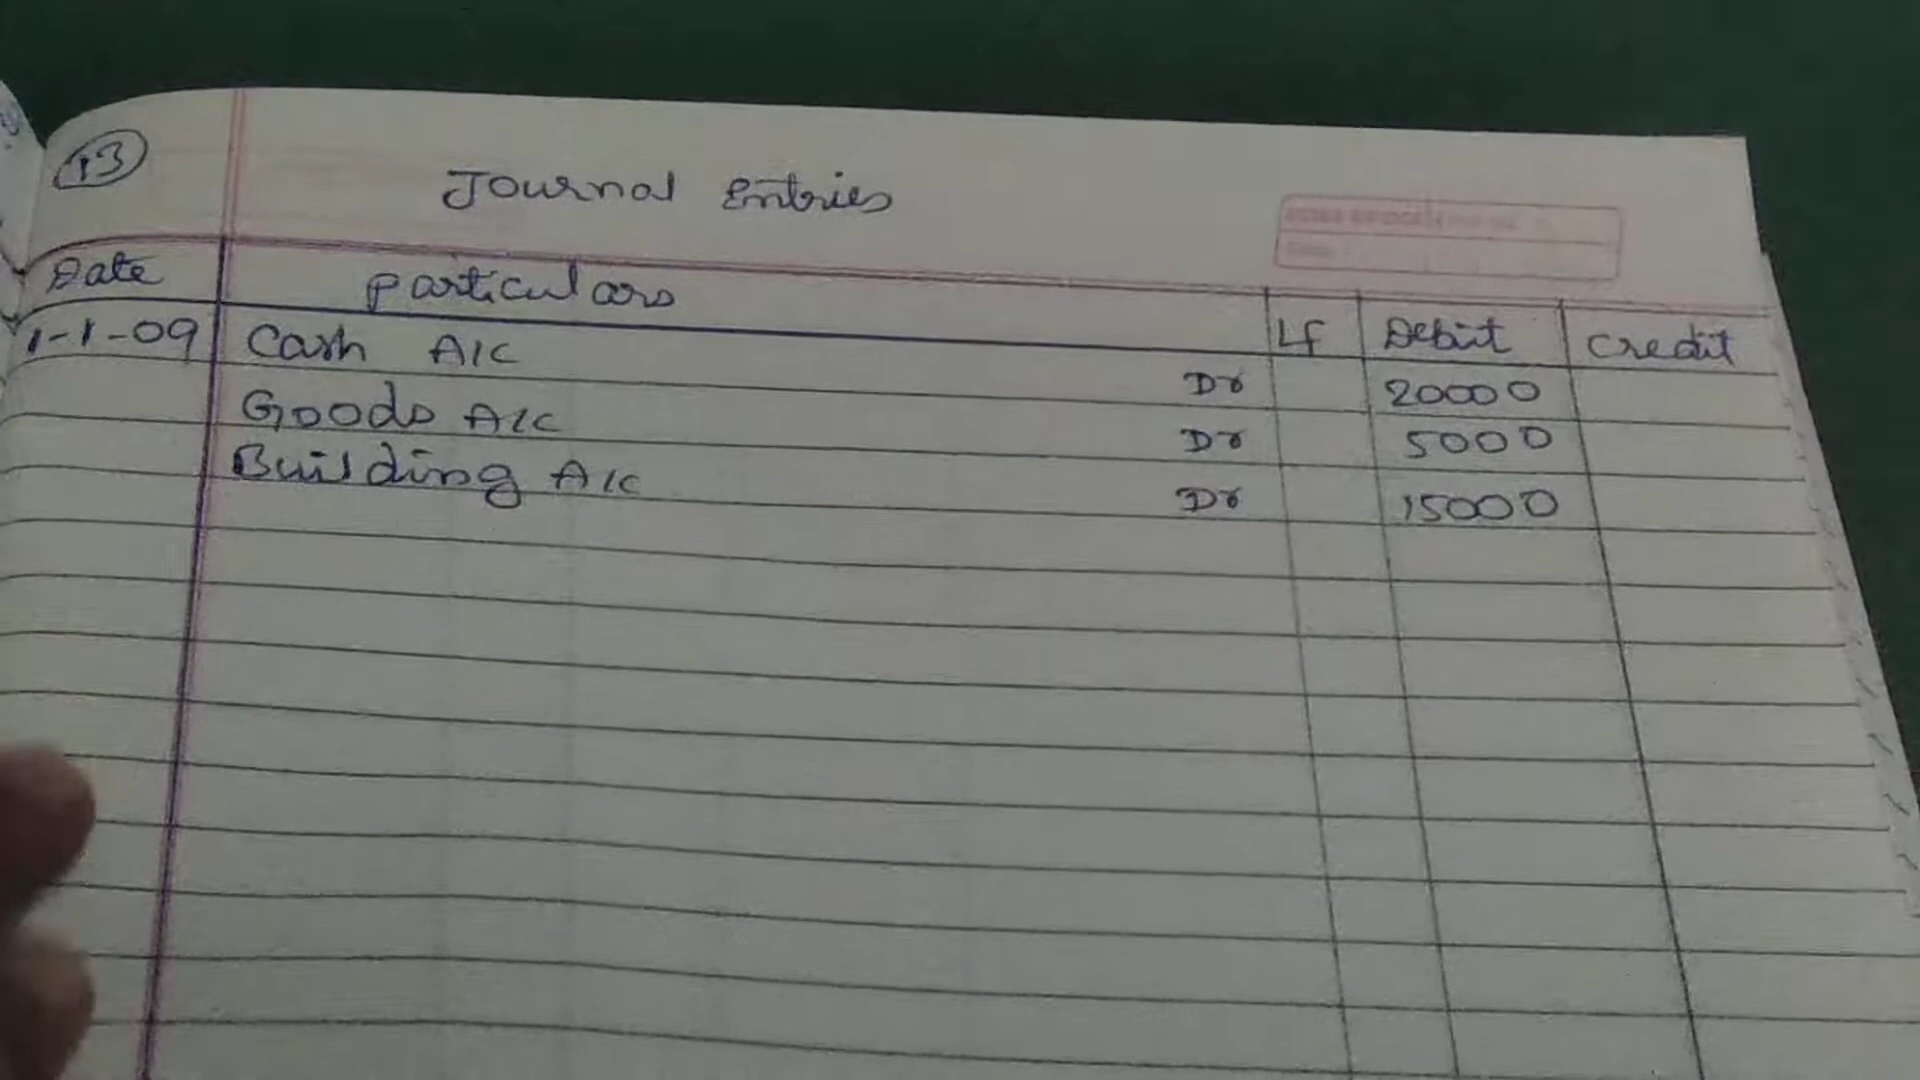 13
Journal Entries
Date particulars LF Debit Credit
1-1-09 Cash A/C Dr 20000
Goods A/C Dr 5000
Building A/C Dr 15000